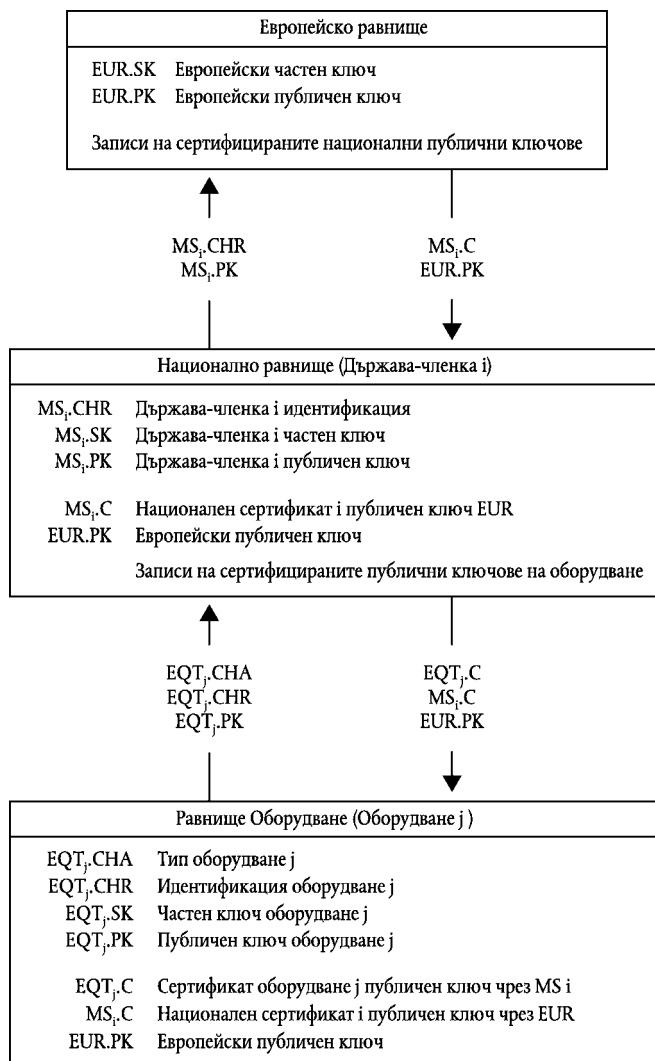 Европейско равнище
EUR.SK Европейски частен ключ
EUR.PK Европейски публичен ключ
Записи на сертифицираните национални публични ключове
MSi.CHR MSi.C
MSi.PK EUR.PK
Национално равнище (Държава-членка i)
MSi.CHR Държава-членка i идентификация
MSi.SK Държава-членка i частен ключ
MSi.PK Държава-членка i публичен ключ
MSi.C Национален сертификат i публичен ключ EUR
EUR.PK Европейски публичен ключ
Записи на сертифицираните публични ключове на оборудване
EQTj.CHA EQTj.C
EQTj.CHR MSi.C
EQTj.PK EUR.PK
Равнище Оборудване (Оборудване j )
EQTj.CHA Тип оборудване j
EQTj.CHR Идентификация оборудване j
EQTj.SK Частен ключ оборудване j
EQTj.PK Публичен ключ оборудване j
EQTj.C Сертификат оборудване j публичен ключ чрез MS i
MSi.C Национален сертификат i публичен ключ чрез EUR
EUR.PK Европейски публичен ключ